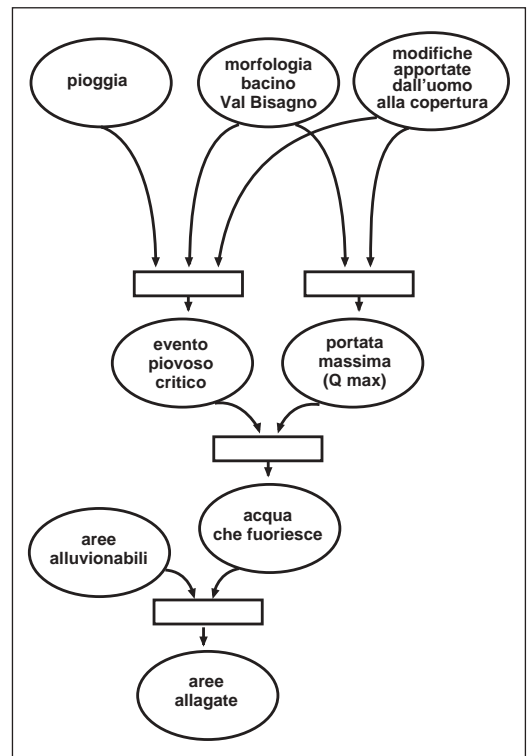 pioggia
morfologia
bacino
Val Bisagno
modifiche
apportate
dall'uomo
alla copertura
evento
piovoso
critico
portata
massima
(Q max)
acqua
che fuoriesce
aree
alluvionabili
aree
allagate